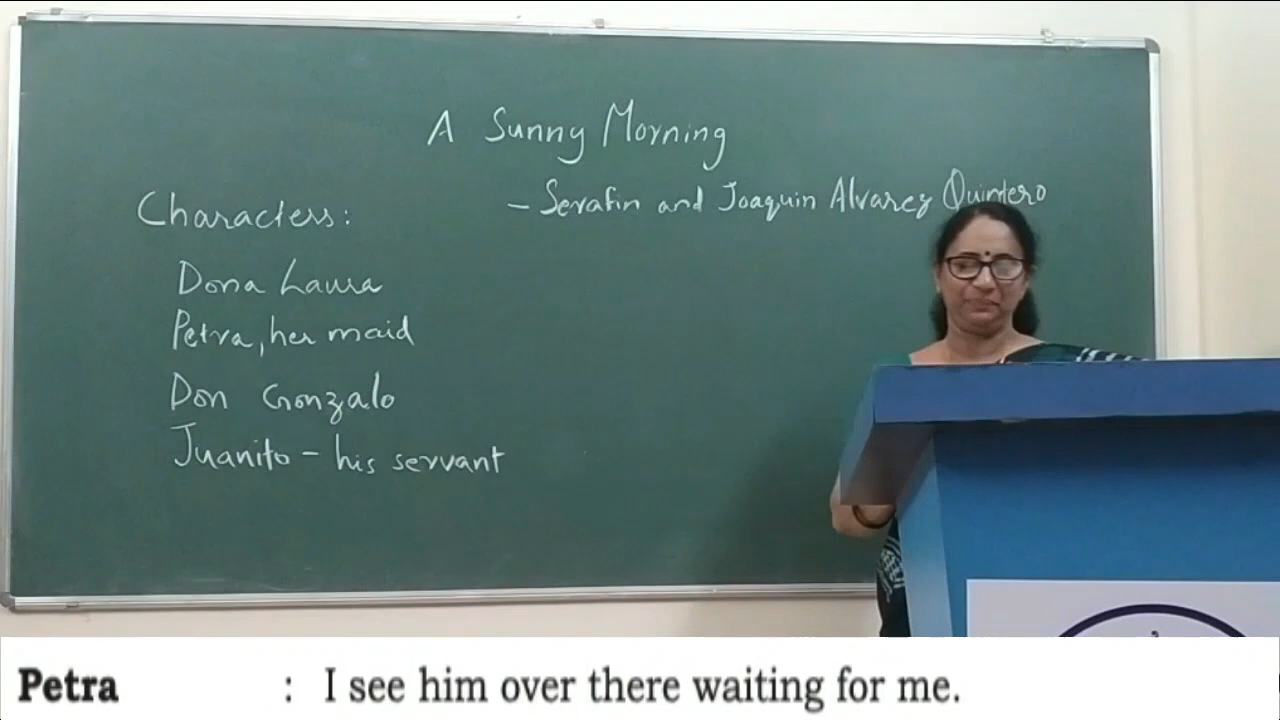 A Sunny Morning
- Serafin and Joaquin Alvarez Quintero
Characters:
Dona Laura
Petra, her maid
Don Gonzalo
Juanito - his servant
Petra : I see him over there waiting for me.